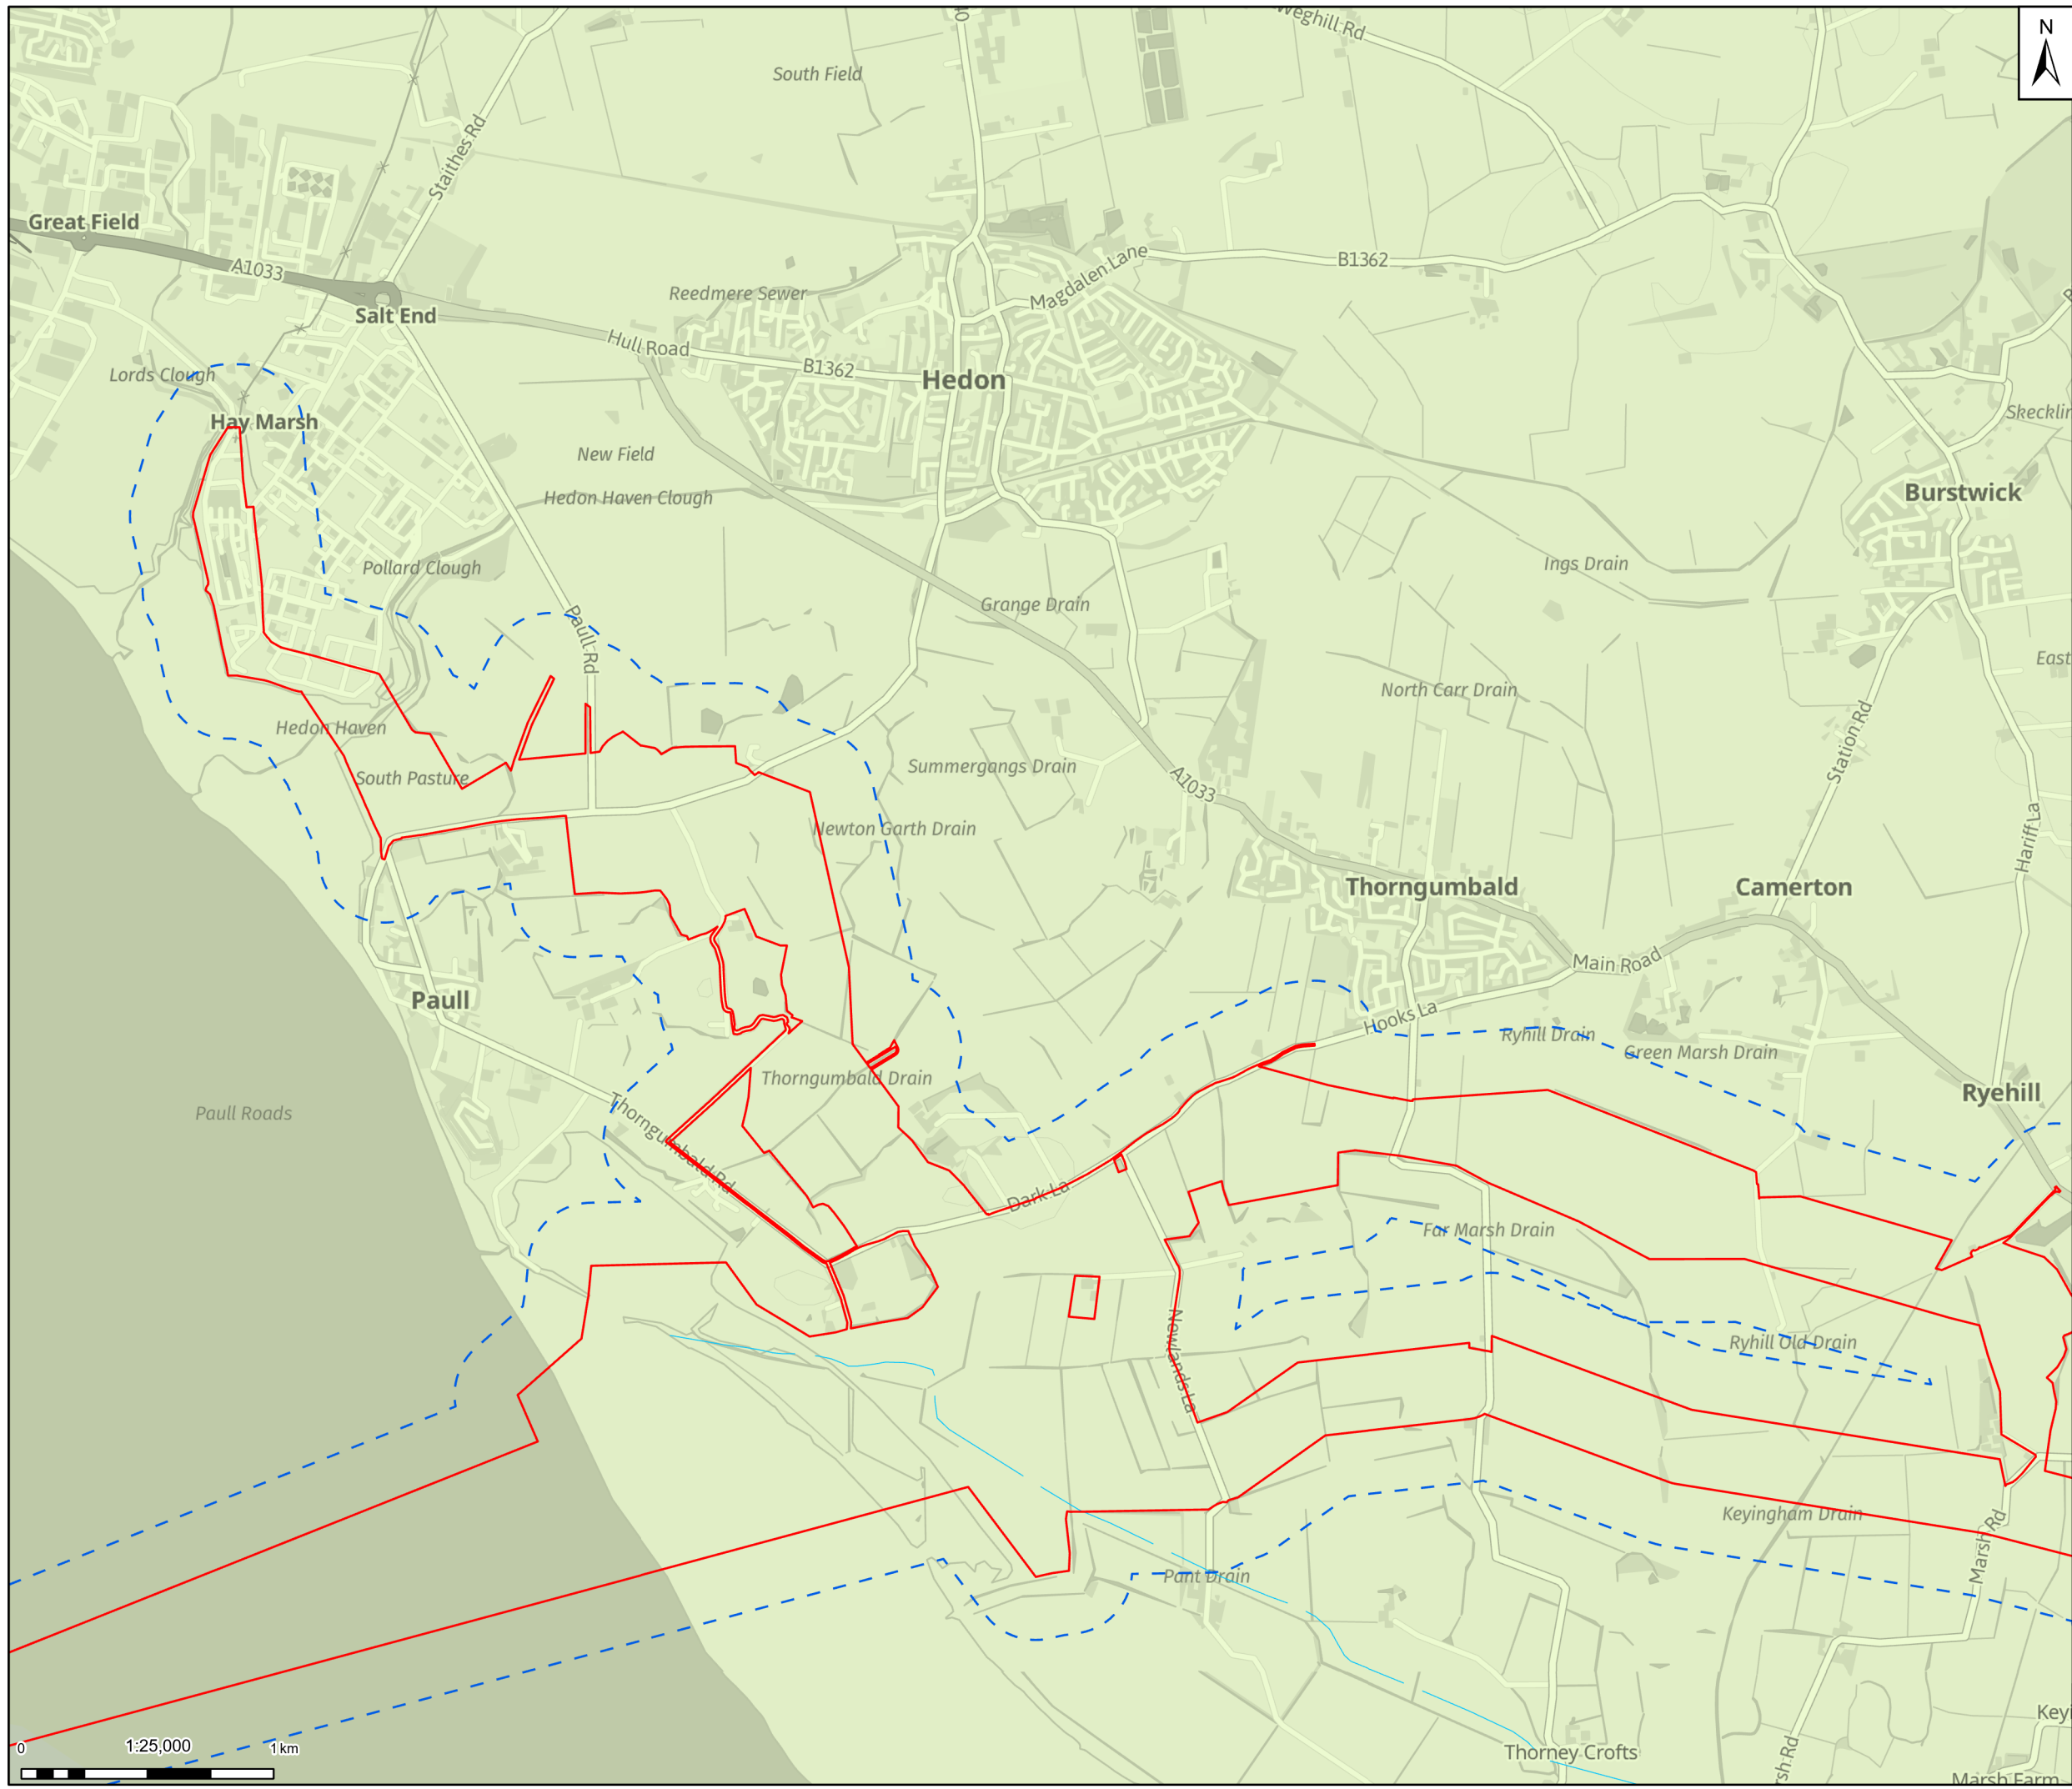 Weghill Rd
N
South Field
Staithes Rd
Great Field
A1033
Magdalen Lane
B1362
Reedmere Sewer
Salt End
Hull Road
B1362
Hedon
Lords Clough
Hay Marsh
Skecklin
New Field
Hedon Haven Clough
Burstwick
Pollard Clough
Ings Drain
Grange Drain
Paull Rd
East
North Carr Drain
Hedon Haven
Station Rd
South Pasture
Summergangs Drain
A1033
Newton Garth Drain
Hariff La
Thorngumbald
Camerton
Main Road
Paull
Hooks La
Ryhill Drain
Green Marsh Drain
Thorngumbald Drain
Ryehill
Paull Roads
Thorngumbald Rd
Dark La
Far Marsh Drain
Newlands La
Ryhill Old Drain
Keyingham Drain
Marsh Rd
Pant Drain
Keyi
0
1:25,000
1 km
Thorney Crofts
rsh Rd
Marsh Farm